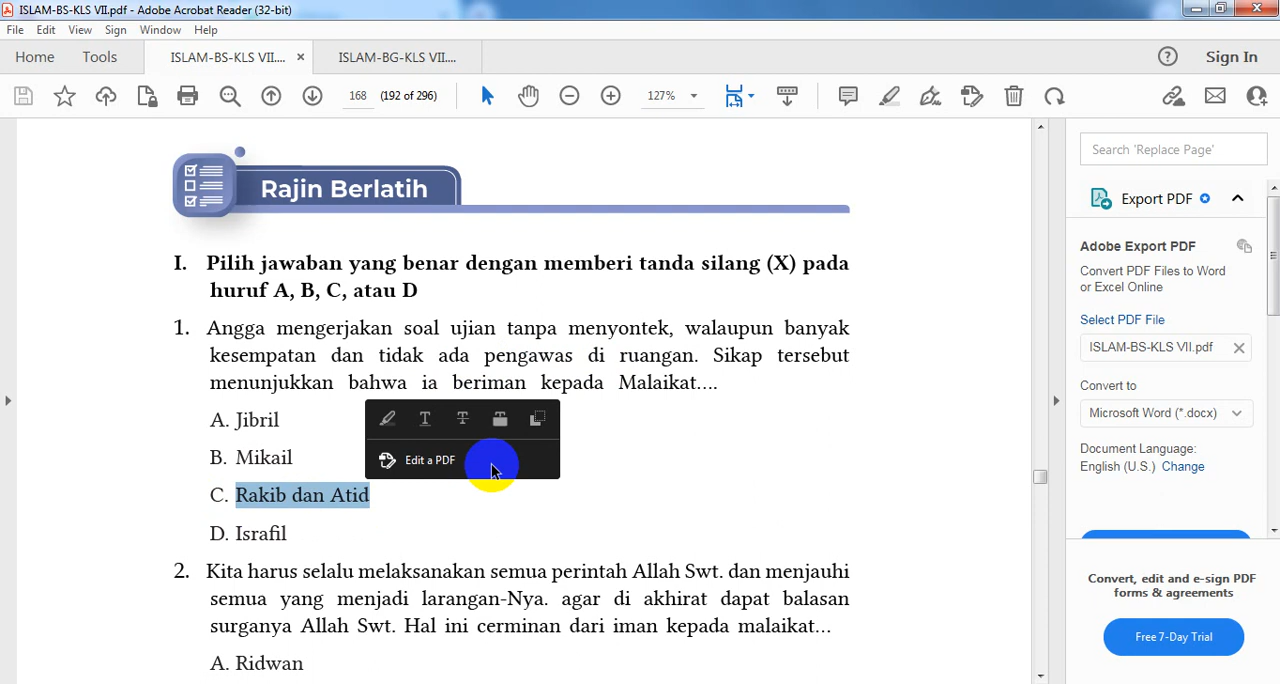 ISLAM-BS-KLS VII.pdf - Adobe Acrobat Reader (32-bit)
File Edit View Sign Window Help
Home Tools ISLAM-BS-KLS VII.... × ISLAM-BG-KLS VII.... ? Sign In
168 (192 of 296) 127%
Search 'Replace Page'
Rajin Berlatih
Export PDF
I. Pilih jawaban yang benar dengan memberi tanda silang (X) pada
huruf A, B, C, atau D
1. Angga mengerjakan soal ujian tanpa menyontek, walaupun banyak
kesempatan dan tidak ada pengawas di ruangan. Sikap tersebut
menunjukkan bahwa ia beriman kepada Malaikat....
A. Jibril
B. Mikail
Edit a PDF
C. Rakib dan Atid
D. Israfil
2. Kita harus selalu melaksanakan semua perintah Allah Swt. dan menjauhi
semua yang menjadi larangan-Nya. agar di akhirat dapat balasan
surganya Allah Swt. Hal ini cerminan dari iman kepada malaikat...
A. Ridwan
Adobe Export PDF
Convert PDF Files to Word
or Excel Online
Select PDF File
ISLAM-BS-KLS VII.pdf
Convert to
Microsoft Word (*.docx)
Document Language:
English (U.S.) Change
Convert, edit and e-sign PDF
forms & agreements
Free 7-Day Trial